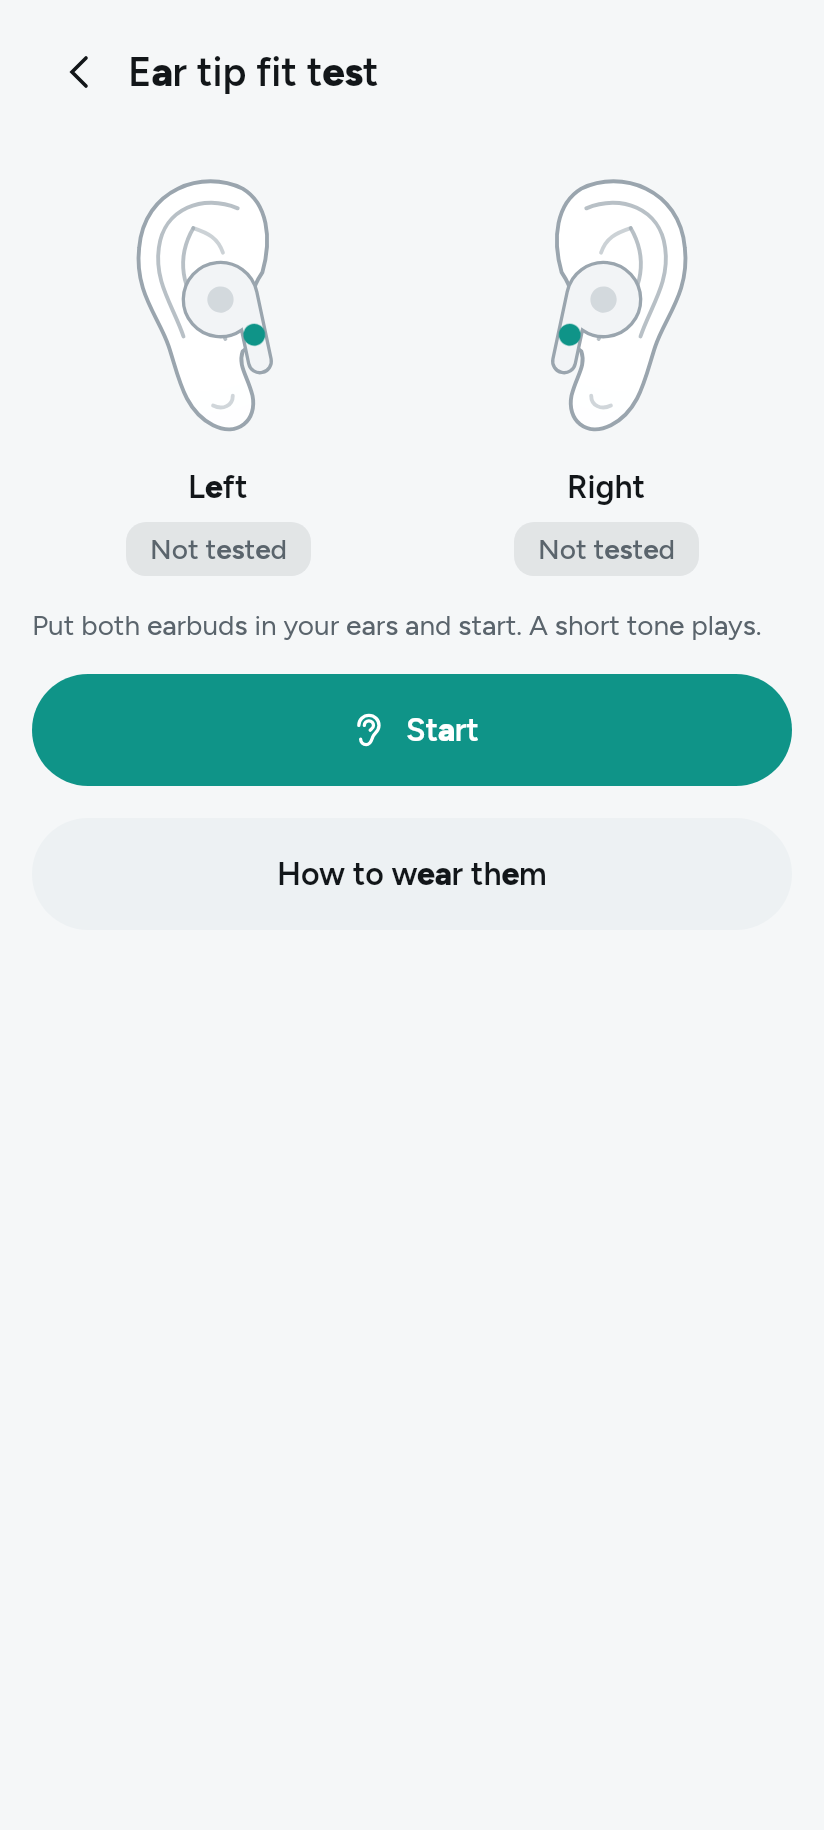 Ear tip fit test
Left
Right
Not tested
Not tested
Put both earbuds in your ears and start. A short tone plays.
Start
How to wear them